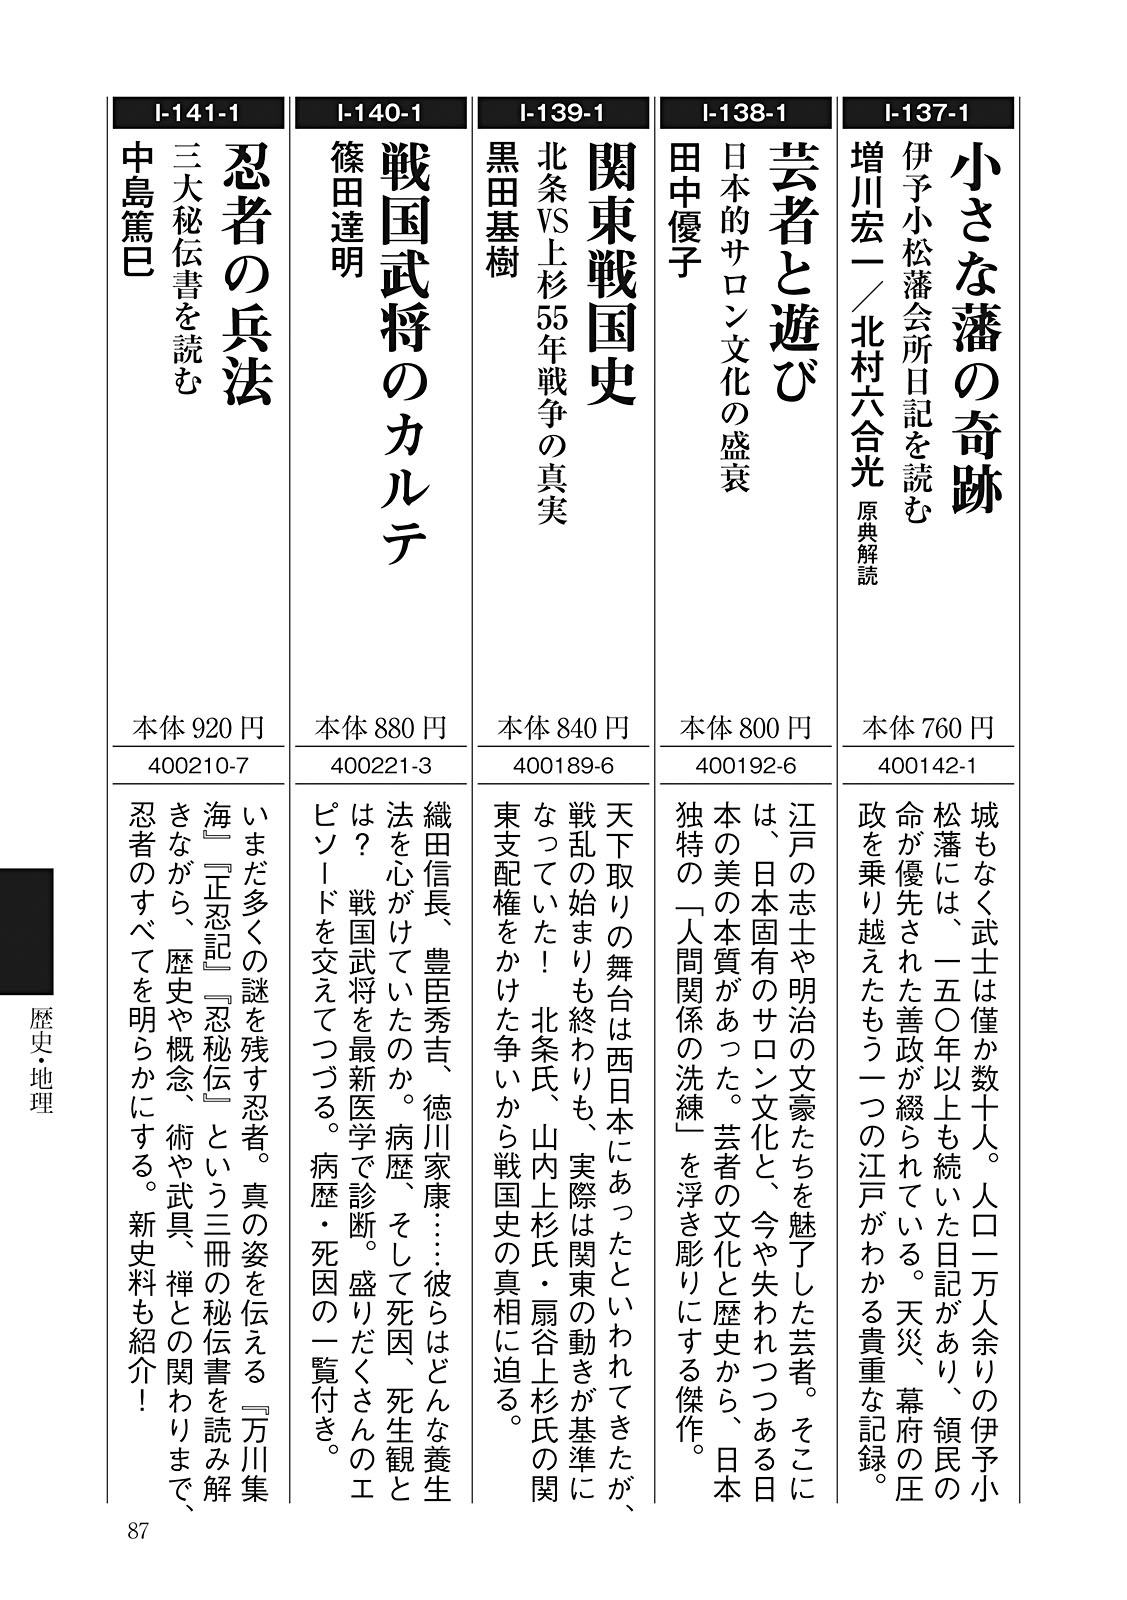 I-137-1
小さな藩の奇跡
伊予小松藩会所日記を読む
増川宏一／北村六合光 原典解読
本体760円
400142-1
城もなく武士は僅か数十人。人口一万人余りの伊予小
松藩には、一五〇年以上も続いた日記があり、領民の
命が優先された善政が綴られている。天災、幕府の圧
政を乗り越えたもう一つの江戸がわかる貴重な記録。
I-138-1
芸者と遊び
日本的サロン文化の盛衰
田中優子
本体800円
400192-6
江戸の志士や明治の文豪たちを魅了した芸者。そこに
は、日本固有のサロン文化と、今や失われつつある日
本の美の本質があった。芸者の文化と歴史から、日本
独特の「人間関係の洗練」を浮き彫りにする傑作。
I-139-1
関東戦国史
北条VS上杉55年戦争の真実
黒田基樹
本体840円
400189-6
天下取りの舞台は西日本にあったといわれてきたが、
戦乱の始まりも終わりも、実際は関東の動きが基準に
なっていた！　北条氏、山内上杉氏・扇谷上杉氏の関
東支配権をかけた争いから戦国史の真相に迫る。
I-140-1
戦国武将のカルテ
篠田達明
本体880円
400221-3
織田信長、豊臣秀吉、徳川家康……彼らはどんな養生
法を心がけていたのか。病歴、そして死因、死生観と
は？　戦国武将を最新医学で診断。盛りだくさんのエ
ピソードを交えてつづる。病歴・死因の一覧付き。
I-141-1
忍者の兵法
三大秘伝書を読む
中島篤巳
本体920円
400210-7
いまだ多くの謎を残す忍者。真の姿を伝える『万川集
海』『正忍記』『忍秘伝』という三冊の秘伝書を読み解
きながら、歴史や概念、術や武具、禅との関わりまで、
忍者のすべてを明らかにする。新史料も紹介！
歴史・地理
87